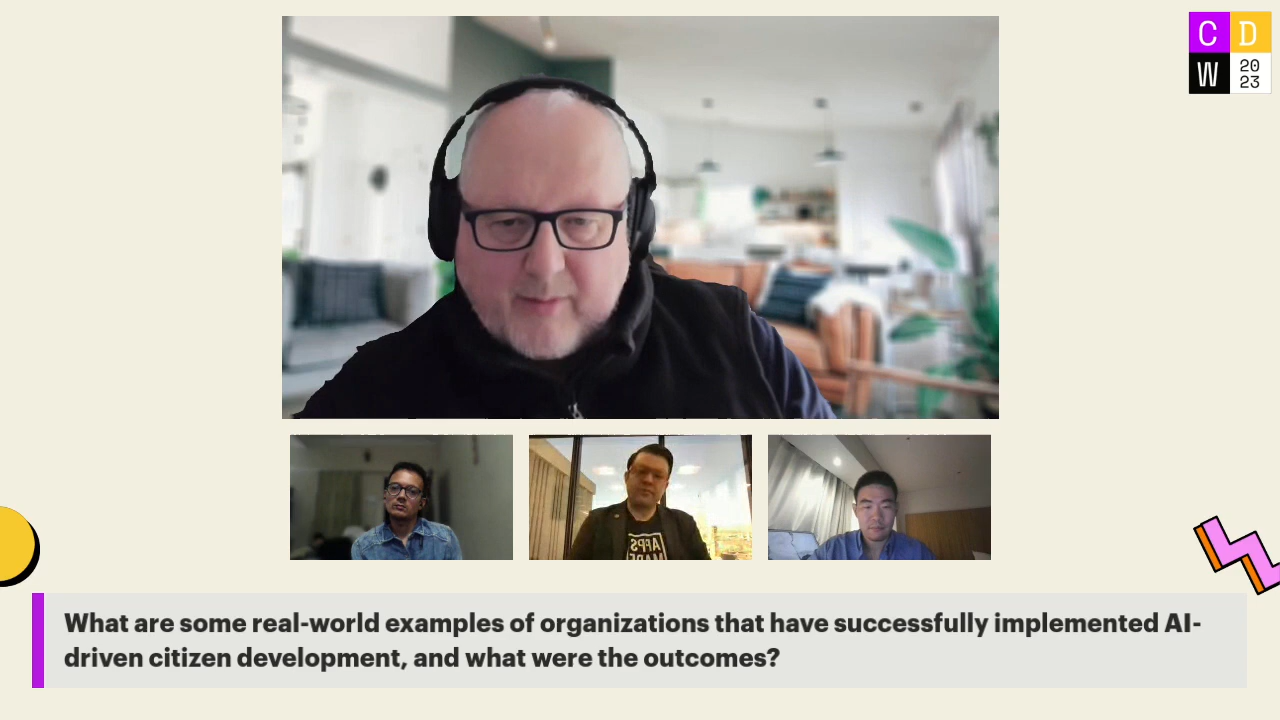 C D
W 20
23
APPS
MADE
What are some real-world examples of organizations that have successfully implemented AI-
driven citizen development, and what were the outcomes?